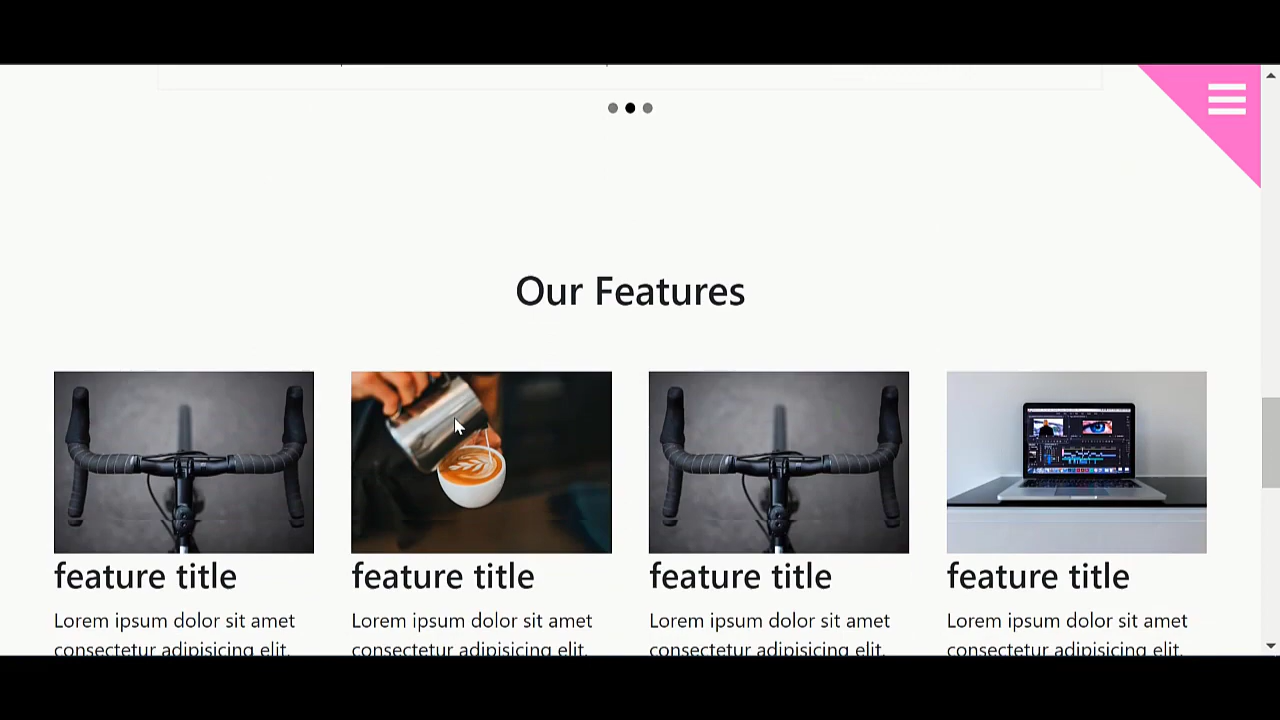 Our Features
feature title feature title feature title feature title
Lorem ipsum dolor sit amet Lorem ipsum dolor sit amet Lorem ipsum dolor sit amet Lorem ipsum dolor sit amet
consectetur adipisicing elit. consectetur adipisicing elit. consectetur adipisicing elit. consectetur adipisicing elit.